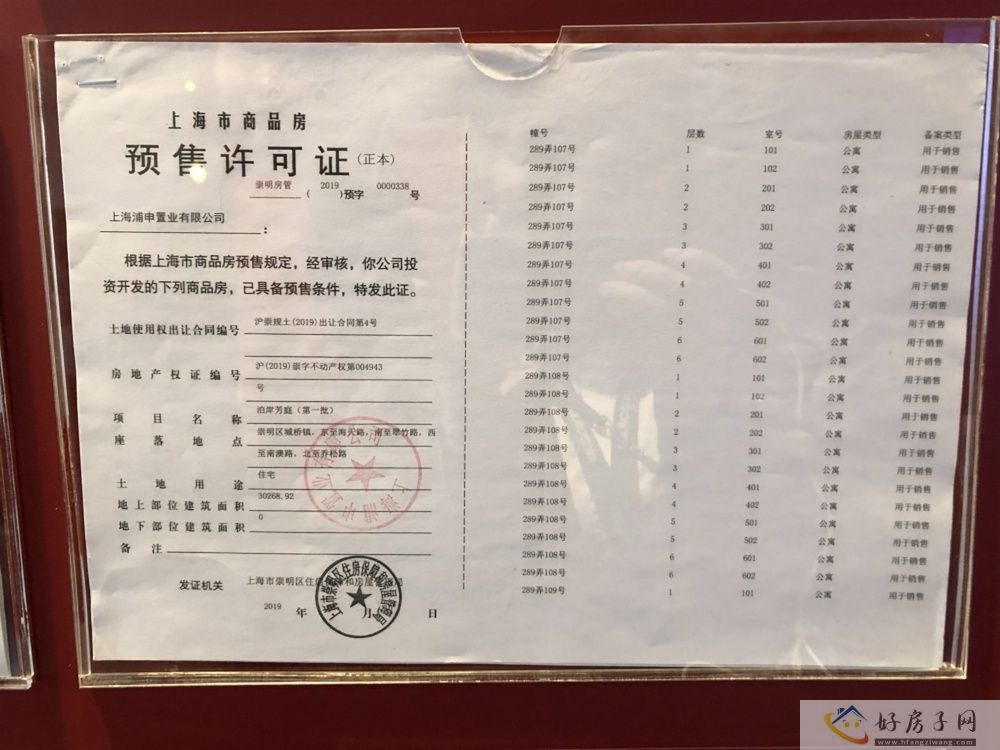 上海市商品房
预售许可证(正本)
崇明房管(2019)预字0000338号
上海浦申置业有限公司:
根据上海市商品房预售规定，经审核，你公司投
资开发的下列商品房，已具备预售条件，特发此证。
土地使用权出让合同编号 沪崇规土(2019)出让合同第4号
房地产权证编号 沪(2019)崇字不动产权第004943
号
项目名称 泊岸芳庭（第一批）
座落地点 崇明区城桥镇，东至海天路，南至翠竹路，西
至南澳路，北至乔松路
土地用途 住宅
地上部位建筑面积 30268.92
地下部位建筑面积 0
备注
发证机关 上海市崇明区住房保障和房屋管理局
2019 年 月 日
幢号 层数 室号 房屋类型 备案类型
289弄107号 1 101 公寓 用于销售
289弄107号 1 102 公寓 用于销售
289弄107号 2 201 公寓 用于销售
289弄107号 2 202 公寓 用于销售
289弄107号 3 301 公寓 用于销售
289弄107号 3 302 公寓 用于销售
289弄107号 4 401 公寓 用于销售
289弄107号 4 402 公寓 用于销售
289弄107号 5 501 公寓 用于销售
289弄107号 5 502 公寓 用于销售
289弄107号 6 601 公寓 用于销售
289弄107号 6 602 公寓 用于销售
289弄108号 1 101 公寓 用于销售
289弄108号 1 102 公寓 用于销售
289弄108号 2 201 公寓 用于销售
289弄108号 2 202 公寓 用于销售
289弄108号 3 301 公寓 用于销售
289弄108号 3 302 公寓 用于销售
289弄108号 4 401 公寓 用于销售
289弄108号 4 402 公寓 用于销售
289弄108号 5 501 公寓 用于销售
289弄108号 5 502 公寓 用于销售
289弄108号 6 601 公寓 用于销售
289弄108号 6 602 公寓 用于销售
289弄109号 1 101 公寓 用于销售
上海浦申置业有限公司
上海市崇明区住房保障和房屋管理局
好房子网
www.hfangziwang.com